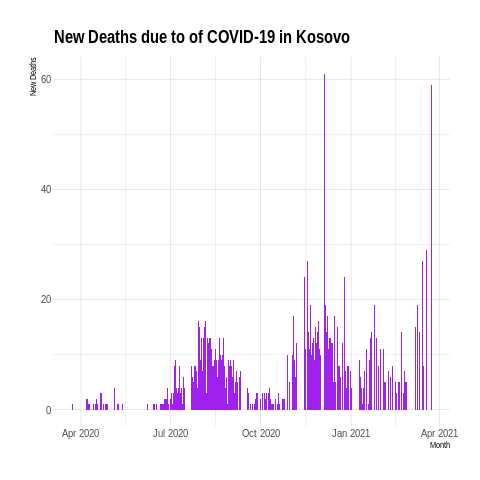 New Deaths due to of COVID-19 in Kosovo
New Deaths
60
40
20
0
Apr 2020 Jul 2020 Oct 2020 Jan 2021 Apr 2021
Month